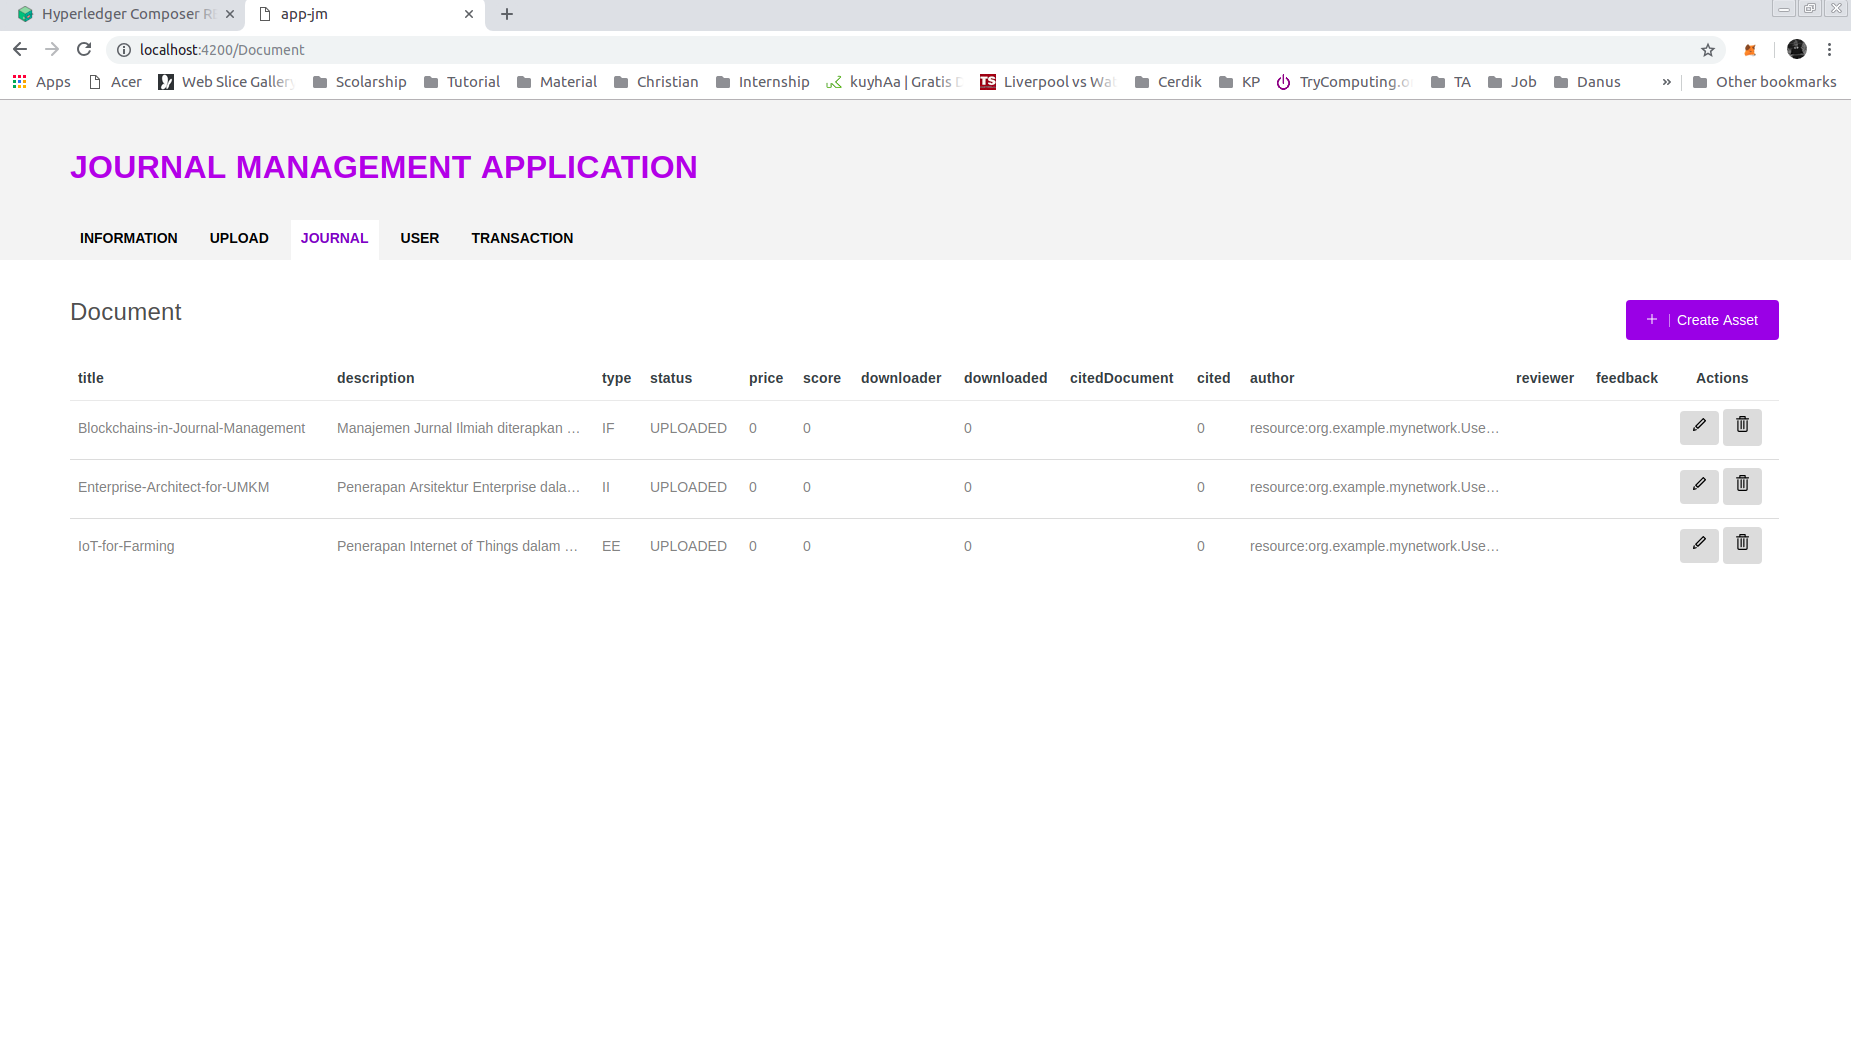 Hyperledger Composer RE app-jm
localhost:4200/Document
Apps Acer Web Slice Gallery Scolarship Tutorial Material Christian Internship kuyhAa | Gratis D TS Liverpool vs Wat Cerdik KP TryComputing.o TA Job Danus » Other bookmarks
JOURNAL MANAGEMENT APPLICATION
INFORMATION UPLOAD JOURNAL USER TRANSACTION
Document
+ | Create Asset
title description type status price score downloader downloaded citedDocument cited author reviewer feedback Actions
Blockchains-in-Journal-Management Manajemen Jurnal Ilmiah diterapkan … IF UPLOADED 0 0 0 0 resource:org.example.mynetwork.Use…
Enterprise-Architect-for-UMKM Penerapan Arsitektur Enterprise dala… II UPLOADED 0 0 0 0 resource:org.example.mynetwork.Use…
IoT-for-Farming Penerapan Internet of Things dalam … EE UPLOADED 0 0 0 0 resource:org.example.mynetwork.Use…